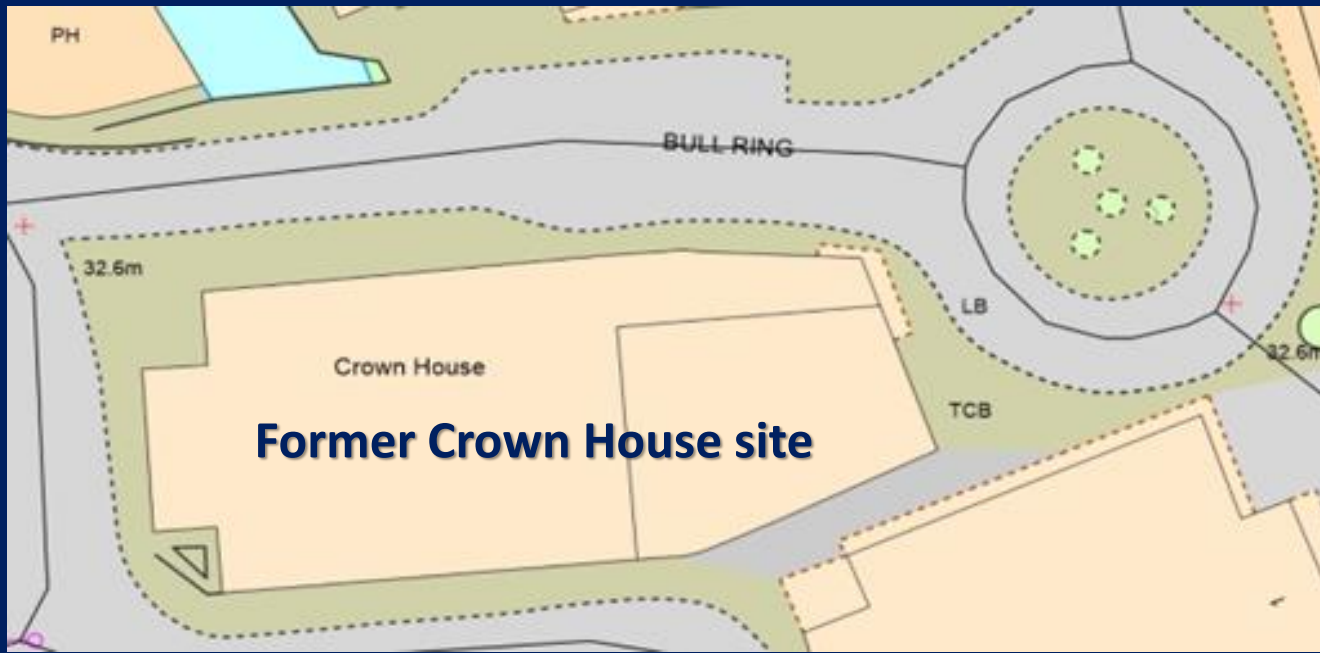 PH
BULL RING
32.6m
LB
32.6m
Crown House
TCB
Former Crown House site